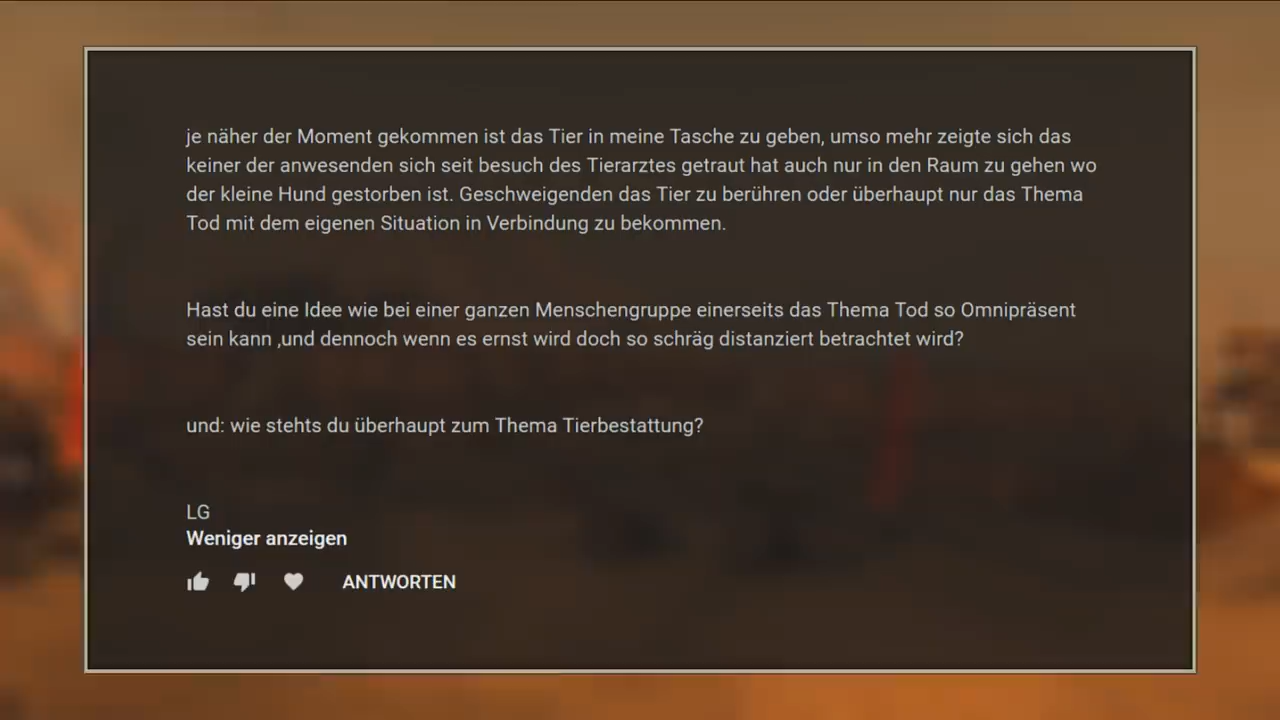 je näher der Moment gekommen ist das Tier in meine Tasche zu geben, umso mehr zeigte sich das
keiner der anwesenden sich seit besuch des Tierarztes getraut hat auch nur in den Raum zu gehen wo
der kleine Hund gestorben ist. Geschweigenden das Tier zu berühren oder überhaupt nur das Thema
Tod mit dem eigenen Situation in Verbindung zu bekommen.
Hast du eine Idee wie bei einer ganzen Menschengruppe einerseits das Thema Tod so Omnipräsent
sein kann ,und dennoch wenn es ernst wird doch so schräg distanziert betrachtet wird?
und: wie stehts du überhaupt zum Thema Tierbestattung?
LG
Weniger anzeigen
ANTWORTEN